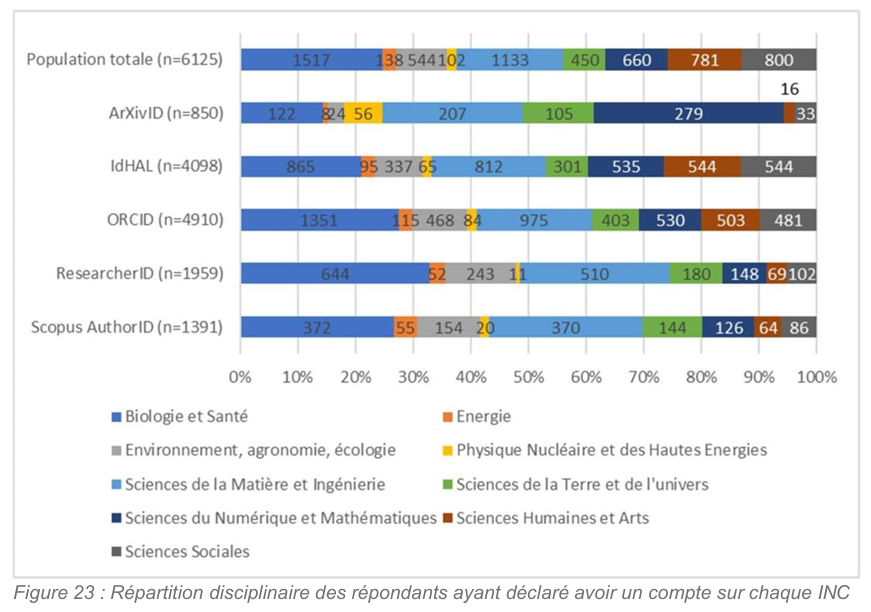 Population totale (n=6125) 1517 138 544 102 1133 450 660 781 800
16
ArXivID (n=850) 122 8 24 56 207 105 279 33
IdHAL (n=4098) 865 95 337 65 812 301 535 544 544
ORCID (n=4910) 1351 115 468 84 975 403 530 503 481
ResearcherID (n=1959) 644 52 243 11 510 180 148 69 102
Scopus AuthorID (n=1391) 372 55 154 20 370 144 126 64 86
0% 10% 20% 30% 40% 50% 60% 70% 80% 90% 100%
Biologie et Santé Energie
Environnement, agronomie, écologie Physique Nucléaire et des Hautes Energies
Sciences de la Matière et Ingénierie Sciences de la Terre et de l'univers
Sciences du Numérique et Mathématiques Sciences Humaines et Arts
Sciences Sociales
Figure 23 : Répartition disciplinaire des répondants ayant déclaré avoir un compte sur chaque INC